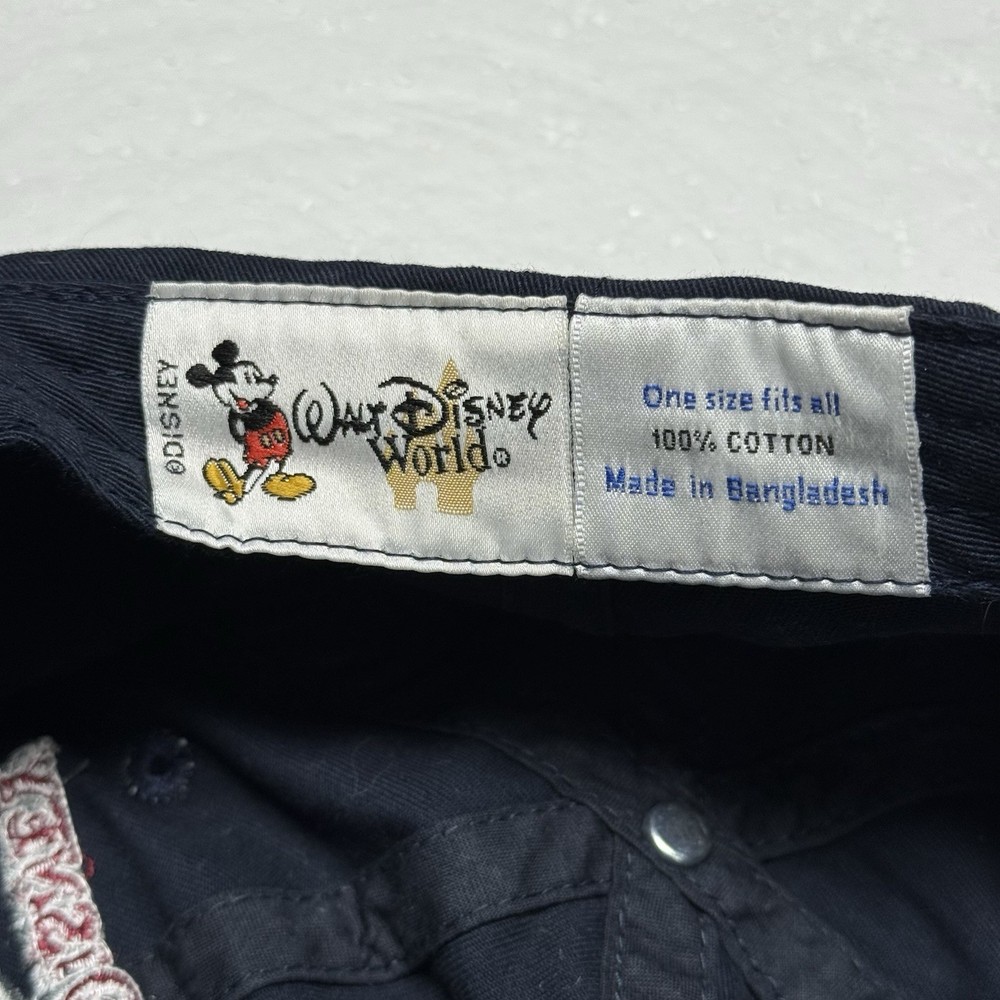 ©DISNEY
WALT DISNEY
World®
One size fits all
100% COTTON
Made in Bangladesh